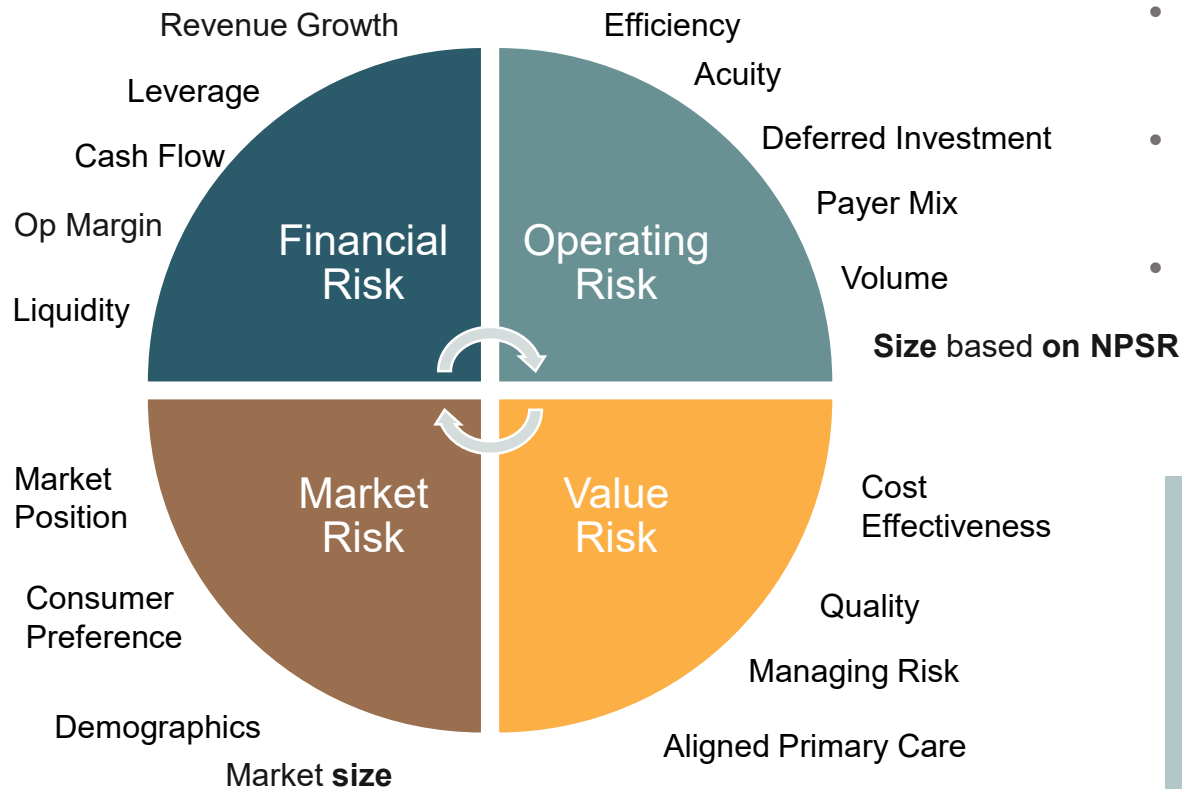 Revenue Growth
Leverage
Cash Flow
Op Margin
Liquidity
Financial
Risk
Efficiency
Acuity
Deferred Investment
Payer Mix
Volume
Size based on NPSR
Operating
Risk
Market
Position
Consumer
Preference
Demographics
Market size
Market
Risk
Value
Risk
Cost
Effectiveness
Quality
Managing Risk
Aligned Primary Care